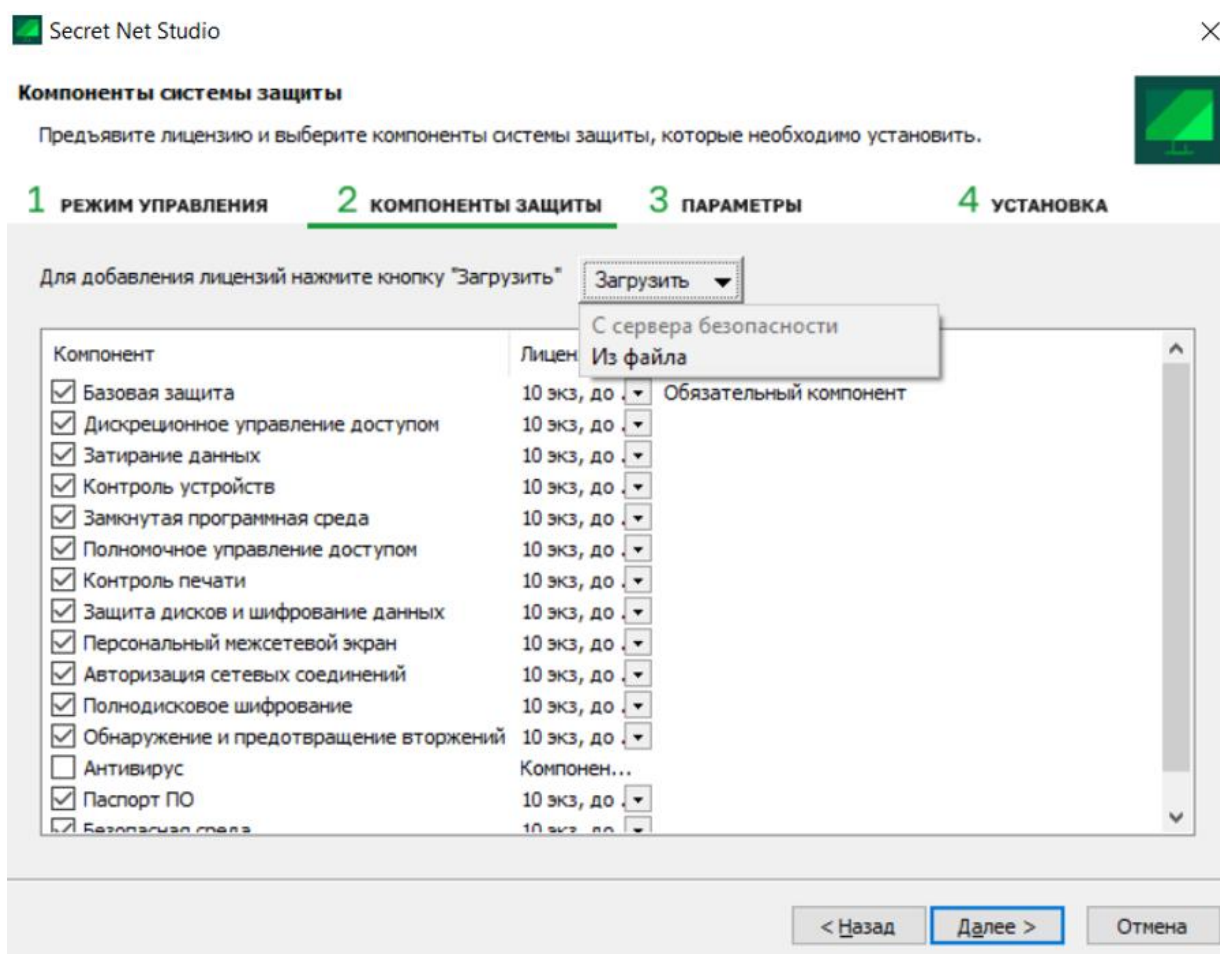 Secret Net Studio
Компоненты системы защиты
Предъявите лицензию и выберите компоненты системы защиты, которые необходимо установить.
1 РЕЖИМ УПРАВЛЕНИЯ 2 КОМПОНЕНТЫ ЗАЩИТЫ 3 ПАРАМЕТРЫ 4 УСТАНОВКА
Для добавления лицензий нажмите кнопку "Загрузить" Загрузить
С сервера безопасности
Из файла
Компонент Лицен
Базовая защита 10 экз, до . Обязательный компонент
Дискреционное управление доступом 10 экз, до .
Затирание данных 10 экз, до .
Контроль устройств 10 экз, до .
Замкнутая программная среда 10 экз, до .
Полномочное управление доступом 10 экз, до .
Контроль печати 10 экз, до .
Защита дисков и шифрование данных 10 экз, до .
Персональный межсетевой экран 10 экз, до .
Авторизация сетевых соединений 10 экз, до .
Полнодисковое шифрование 10 экз, до .
Обнаружение и предотвращение вторжений 10 экз, до .
Антивирус Компонен...
Паспорт ПО 10 экз, до .
Безопасная среда 10 экз, до .
< Назад Далее > Отмена